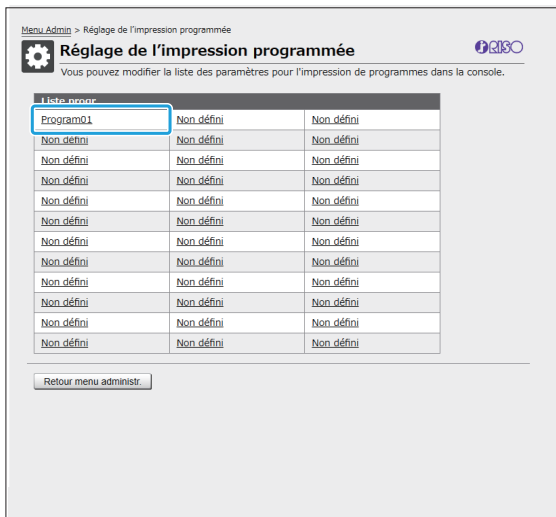 Menu Admin > Réglage de l'impression programmée
Réglage de l'impression programmée
RISO
Vous pouvez modifier la liste des paramètres pour l'impression de programmes dans la console.
Liste progr.
Program01 Non défini Non défini
Non défini Non défini Non défini
Non défini Non défini Non défini
Non défini Non défini Non défini
Non défini Non défini Non défini
Non défini Non défini Non défini
Non défini Non défini Non défini
Non défini Non défini Non défini
Non défini Non défini Non défini
Non défini Non défini Non défini
Non défini Non défini Non défini
Non défini Non défini Non défini
Retour menu administr.